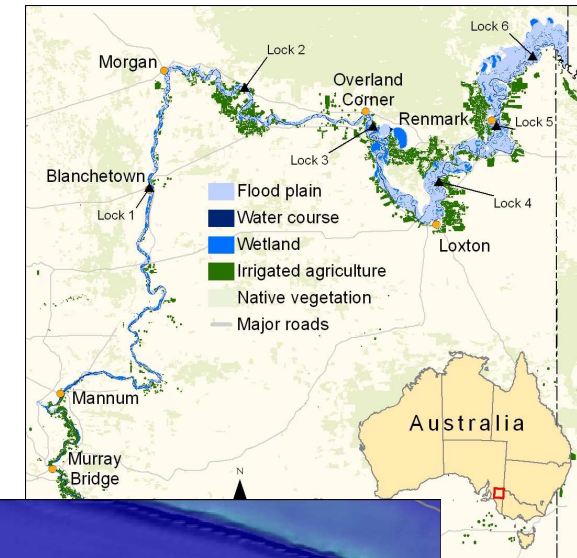 Lock 6
Lock 2
Morgan
Overland
Corner
Renmark
Lock 5
Lock 3
Blanchetown
Lock 1
Lock 4
Flood plain
Water course
Wetland
Irrigated agriculture
Native vegetation
Major roads
Loxton
Mannum
Australia
Murray
Bridge
N